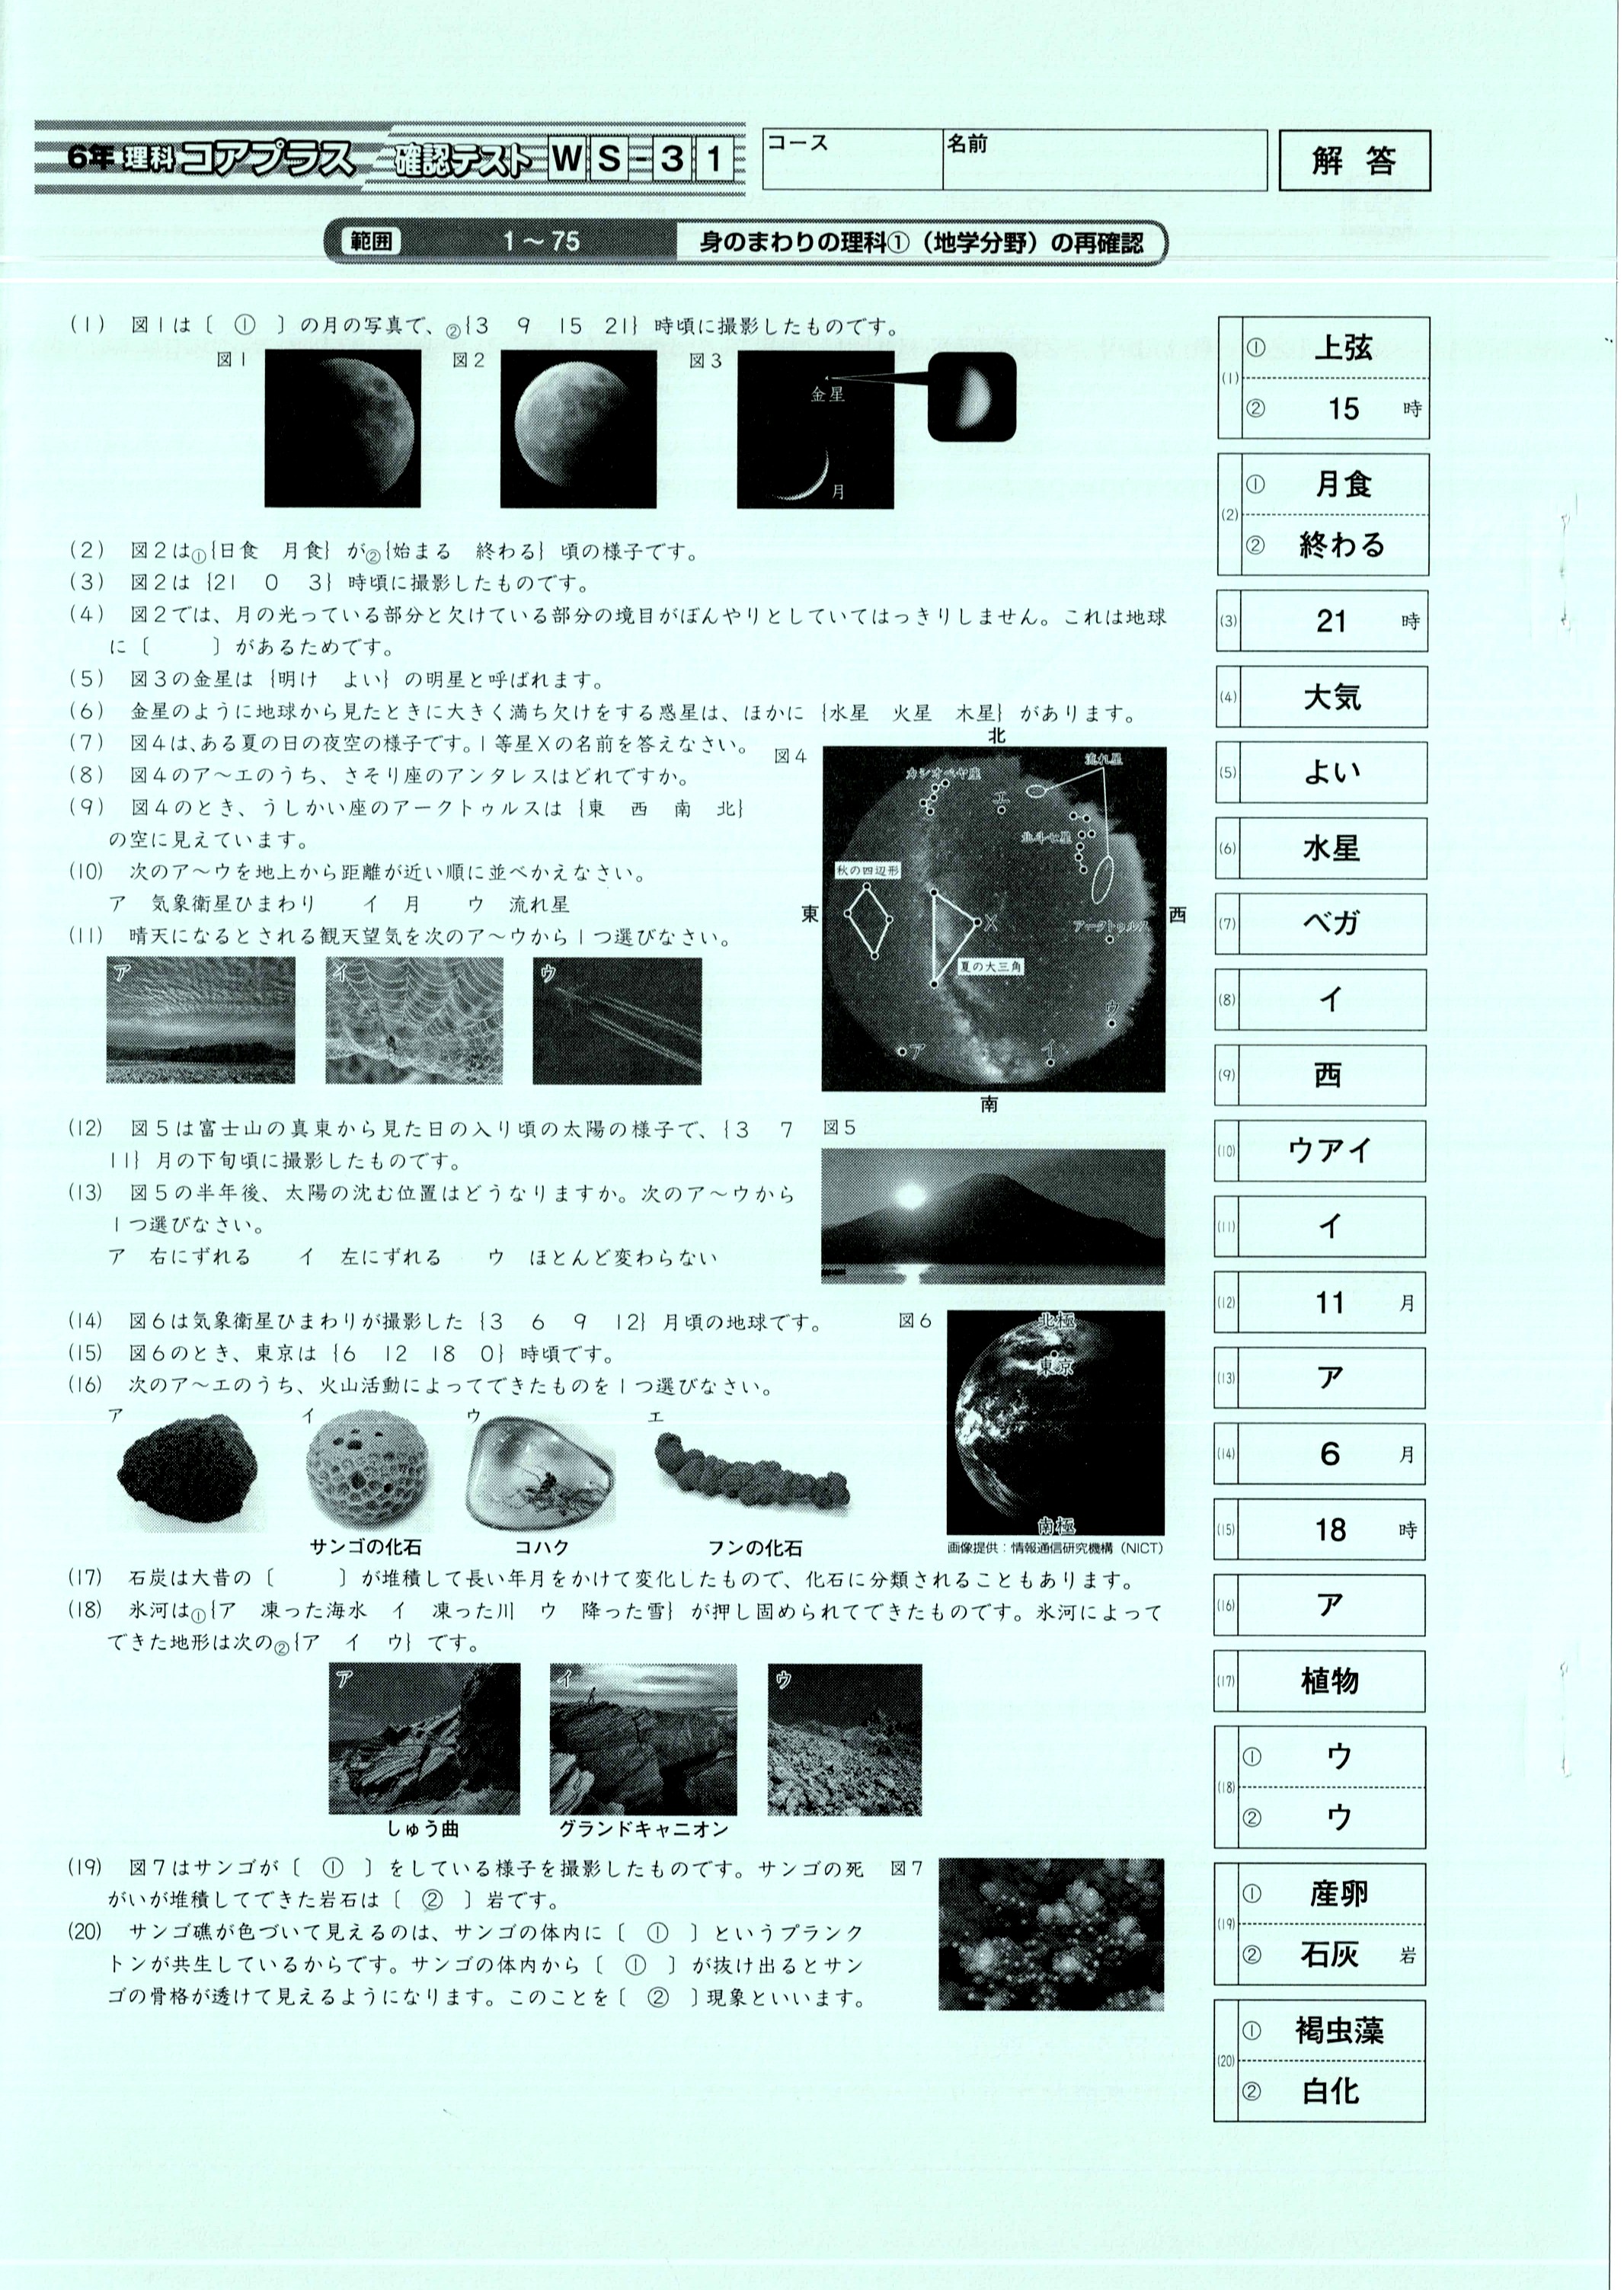 6年 理科 コアプラス 確認テスト WS-31
コース 名前 解答
範囲 1～75 身のまわりの理科①（地学分野）の再確認
(1) 図1は〔 ① 〕の月の写真で、②{3 9 15 21} 時頃に撮影したものです。
図1 図2 図3
金星
月
(2) 図2は①{日食 月食} が②{始まる 終わる} 頃の様子です。
(3) 図2は {21 0 3} 時頃に撮影したものです。
(4) 図2では、月の光っている部分と欠けている部分の境目がぼんやりとしていてはっきりしません。これは地球
に〔 〕があるためです。
(5) 図3の金星は {明け よい} の明星と呼ばれます。
(6) 金星のように地球から見たときに大きく満ち欠けをする惑星は、ほかに {水星 火星 木星} があります。
(7) 図4は、ある夏の日の夜空の様子です。1等星Xの名前を答えなさい。
(8) 図4のア～エのうち、さそり座のアンタレスはどれですか。
(9) 図4のとき、うしかい座のアークトゥルスは {東 西 南 北}
の空に見えています。
(10) 次のア～ウを地上から距離が近い順に並べかえなさい。
ア 気象衛星ひまわり イ 月 ウ 流れ星
(11) 晴天になるとされる観天望気を次のア～ウから1つ選びなさい。
ア イ ウ
図4
北
カシオペヤ座 流れ星
エ
北斗七星
秋の四辺形
東 X アークトゥルス 西
夏の大三角
ウ
ア イ
南
(12) 図5は富士山の真東から見た日の入り頃の太陽の様子で、{3 7
11} 月の下旬頃に撮影したものです。
(13) 図5の半年後、太陽の沈む位置はどうなりますか。次のア～ウから
1つ選びなさい。
ア 右にずれる イ 左にずれる ウ ほとんど変わらない
図5
(14) 図6は気象衛星ひまわりが撮影した {3 6 9 12} 月頃の地球です。
(15) 図6のとき、東京は {6 12 18 0} 時頃です。
(16) 次のア～エのうち、火山活動によってできたものを1つ選びなさい。
ア イ ウ エ
サンゴの化石 コハク フンの化石
図6
北極
東京
南極
画像提供：情報通信研究機構（NICT）
(17) 石炭は大昔の〔 〕が堆積して長い年月をかけて変化したもので、化石に分類されることもあります。
(18) 氷河は①{ア 凍った海水 イ 凍った川 ウ 降った雪} が押し固められてできたものです。氷河によって
できた地形は次の②{ア イ ウ} です。
ア イ ウ
しゅう曲 グランドキャニオン
(19) 図7はサンゴが〔 ① 〕をしている様子を撮影したものです。サンゴの死
がいが堆積してできた岩石は〔 ② 〕岩です。
図7
(20) サンゴ礁が色づいて見えるのは、サンゴの体内に〔 ① 〕というプランク
トンが共生しているからです。サンゴの体内から〔 ① 〕が抜け出るとサン
ゴの骨格が透けて見えるようになります。このことを〔 ② 〕現象といいます。
(1) ① 上弦
② 15 時
(2) ① 月食
② 終わる
(3) 21 時
(4) 大気
(5) よい
(6) 水星
(7) ベガ
(8) イ
(9) 西
(10) ウアイ
(11) イ
(12) 11 月
(13) ア
(14) 6 月
(15) 18 時
(16) ア
(17) 植物
(18) ① ウ
② ウ
(19) ① 産卵
② 石灰 岩
(20) ① 褐虫藻
② 白化